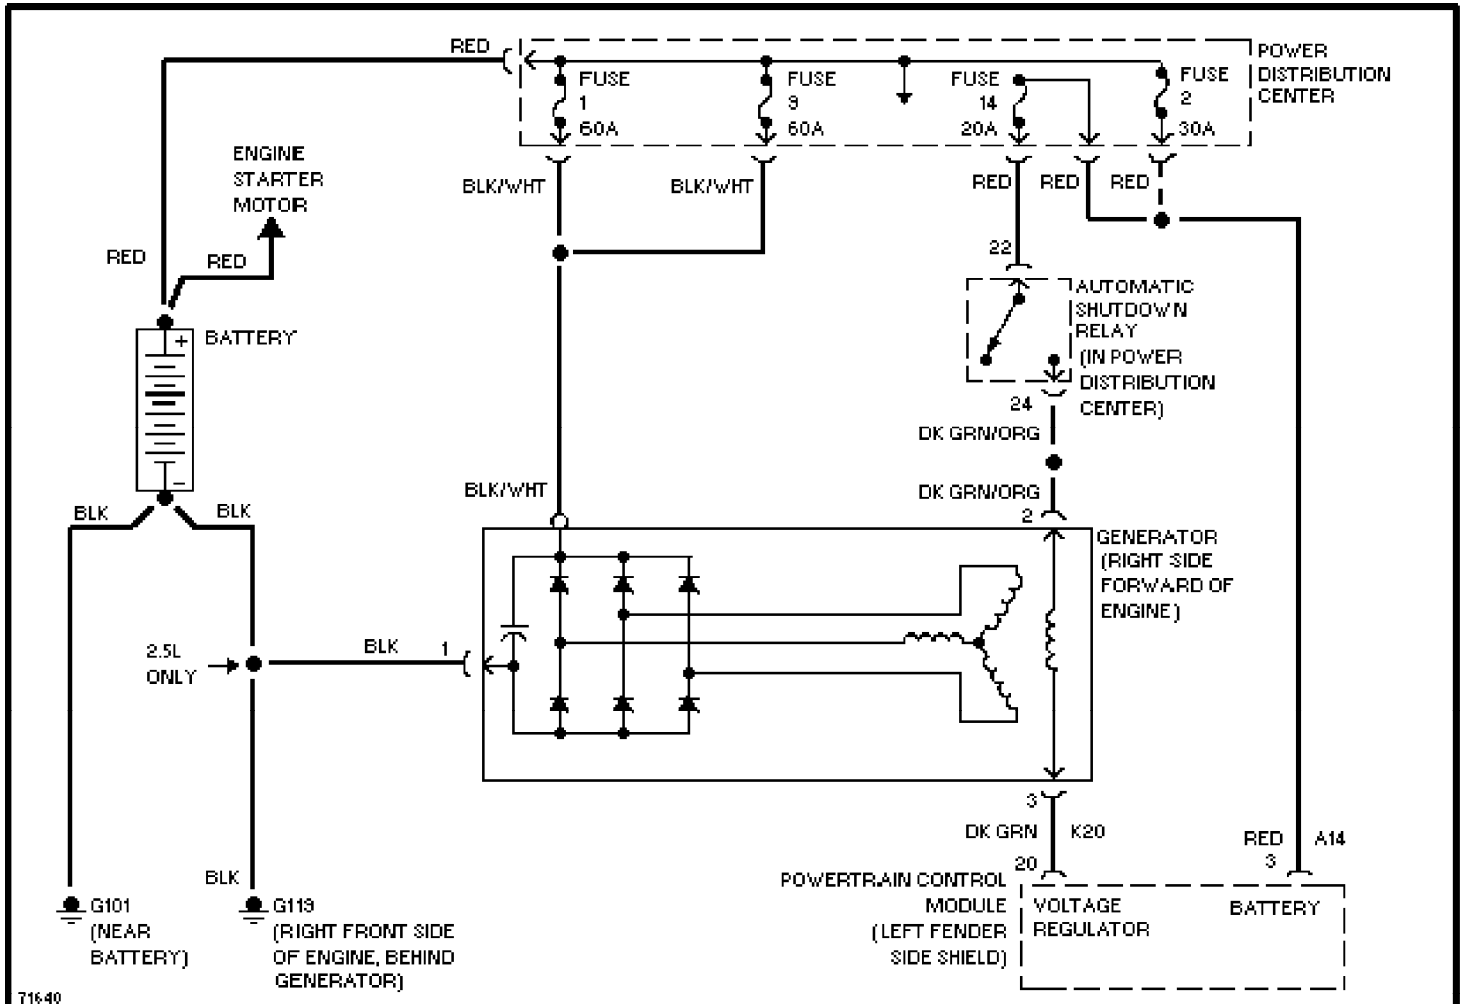 RED
POWER
DISTRIBUTION
CENTER
FUSE
1
60A
FUSE
9
60A
FUSE
14
20A
FUSE
2
30A
ENGINE
STARTER
MOTOR
BLK/WHT
BLK/WHT
RED
RED
RED
RED
RED
22
AUTOMATIC
SHUTDOWN
RELAY
(IN POWER
DISTRIBUTION
CENTER)
+
BATTERY
-
24
DK GRN/ORG
BLK/WHT
DK GRN/ORG
2
BLK
BLK
GENERATOR
(RIGHT SIDE
FORWARD OF
ENGINE)
2.5L
ONLY
BLK
1
3
DK GRN
K20
20
RED
A14
3
BLK
POWERTRAIN CONTROL
MODULE
(LEFT FENDER
SIDE SHIELD)
VOLTAGE
REGULATOR
BATTERY
G101
(NEAR
BATTERY)
G119
(RIGHT FRONT SIDE
OF ENGINE, BEHIND
GENERATOR)
71640